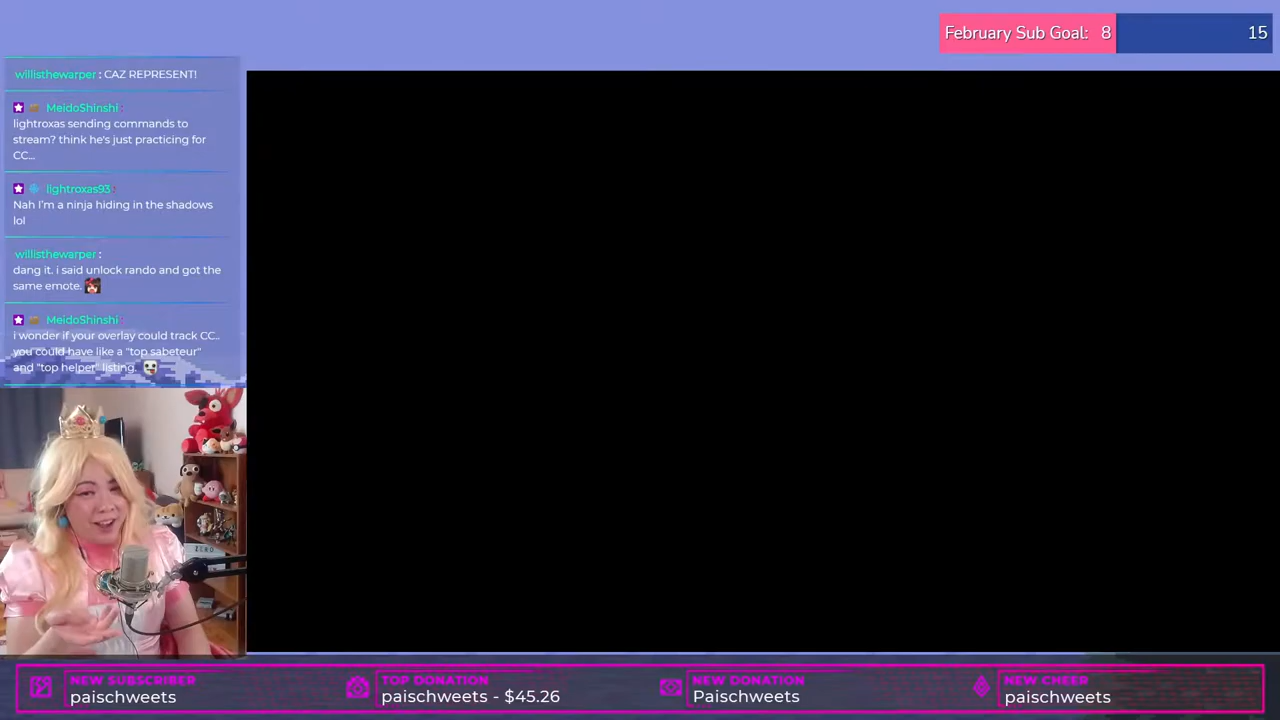 February Sub Goal: 8 15
willisthewarper : CAZ REPRESENT!
MeidoShinshi :
lightroxas sending commands to
stream? think he's just practicing for
CC...
lightroxas93 :
Nah I'm a ninja hiding in the shadows
lol
willisthewarper :
dang it. i said unlock rando and got the
same emote.
MeidoShinshi :
i wonder if your overlay could track CC..
you could have like a "top sabeteur"
and "top helper" listing.
ZERO
NEW SUBSCRIBER
paischweets
TOP DONATION
paischweets - $45.26
NEW DONATION
Paischweets
NEW CHEER
paischweets